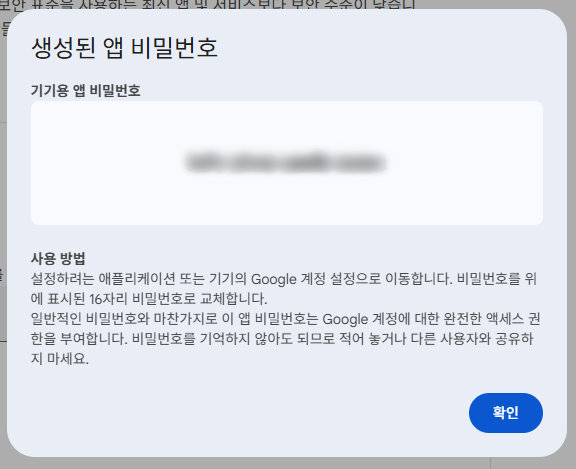 보안 표준을 사용하는 최신 앱 및 서비스보다 보안 수준이 낮습니
생성된 앱 비밀번호
기기용 앱 비밀번호
사용 방법
설정하려는 애플리케이션 또는 기기의 Google 계정 설정으로 이동합니다. 비밀번호를 위
에 표시된 16자리 비밀번호로 교체합니다.
일반적인 비밀번호와 마찬가지로 이 앱 비밀번호는 Google 계정에 대한 완전한 액세스 권
한을 부여합니다. 비밀번호를 기억하지 않아도 되므로 적어 놓거나 다른 사용자와 공유하
지 마세요.
확인